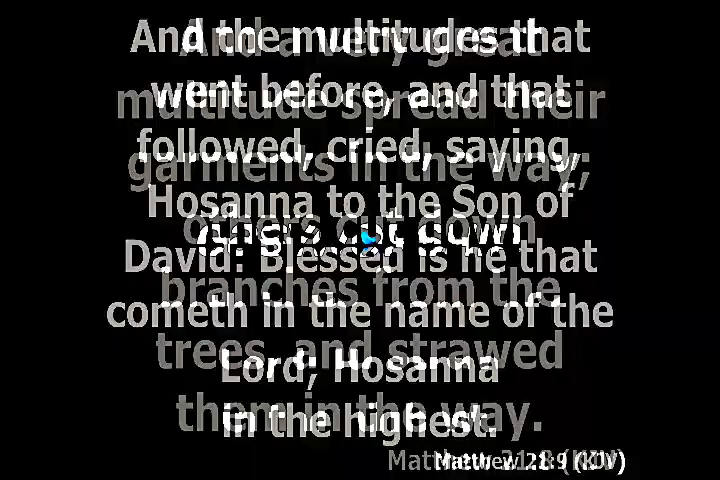 And the multitudes that
went before, and that
followed, cried, saying,
Hosanna to the Son of
David: Blessed is he that
cometh in the name of the
Lord; Hosanna
in the highest.
Matthew 21:9 (KJV)
And a very great
multitude spread their
garments in the way;
others cut down
branches from the
trees, and strawed
them in the way.
Matthew 21:8 (KJV)